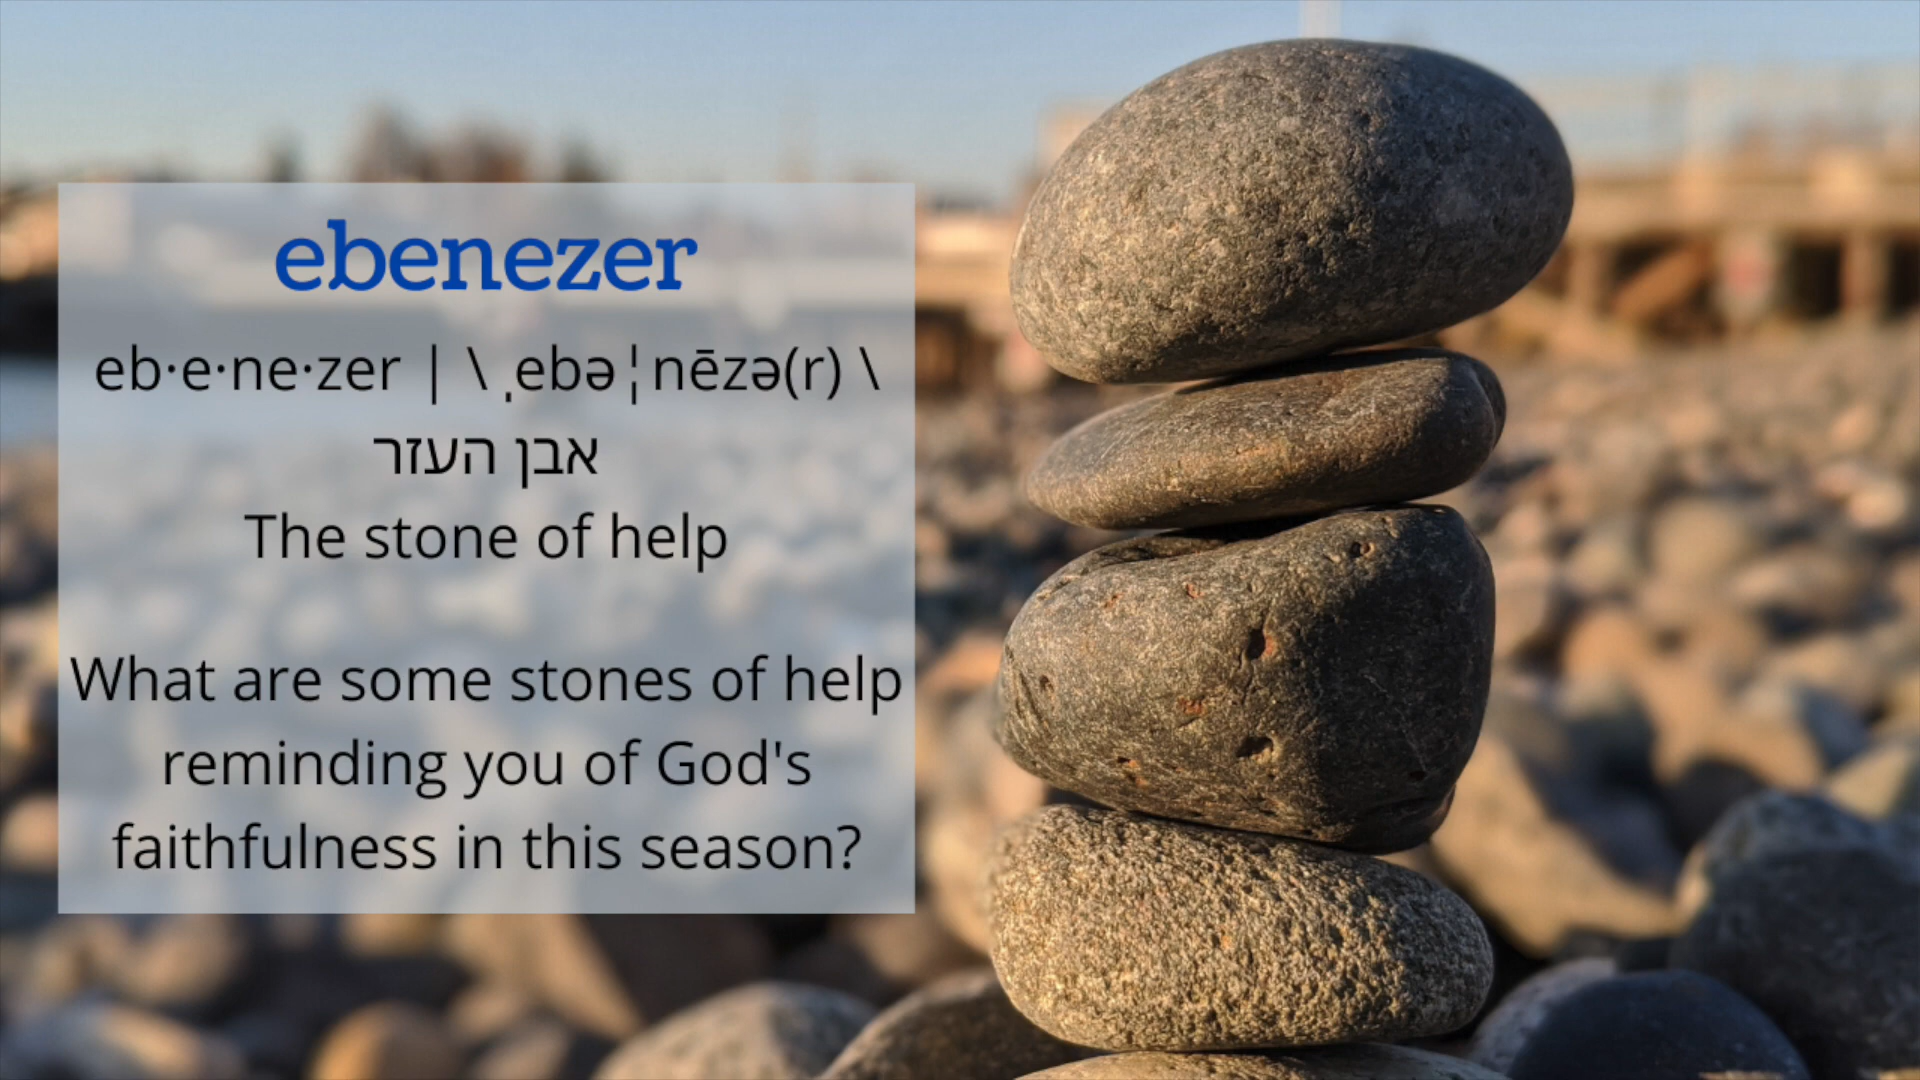 ebenezer
eb·e·ne·zer | \ ˌebə¦nēzə(r) \
אבן העזר
The stone of help
What are some stones of help
reminding you of God's
faithfulness in this season?